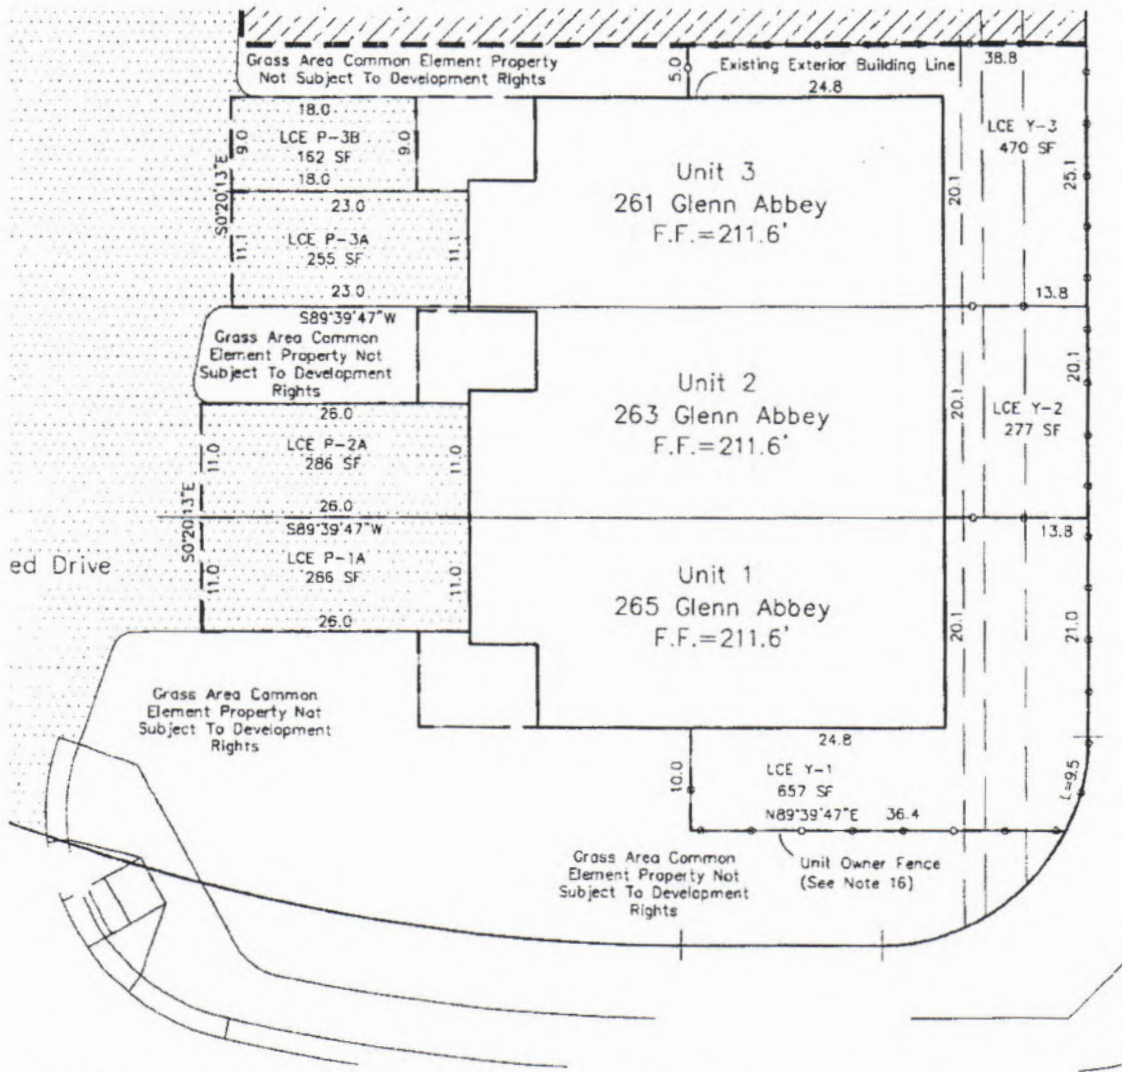 Grass Area Common Element Property
Not Subject To Development Rights
5.0
Existing Exterior Building Line
38.8
24.8
18.0
9.0
LCE P-3B
162 SF
9.0
18.0
S0°20'13"E
23.0
11.1
LCE P-3A
255 SF
11.1
23.0
Unit 3
261 Glenn Abbey
F.F.=211.6'
20.1
LCE Y-3
470 SF
25.1
13.8
S89°39'47"W
Grass Area Common
Element Property Not
Subject To Development
Rights
26.0
11.0
LCE P-2A
286 SF
11.0
26.0
Unit 2
263 Glenn Abbey
F.F.=211.6'
20.1
LCE Y-2
277 SF
20.1
13.8
S0°20'13"E
S89°39'47"W
ed Drive
11.0
LCE P-1A
286 SF
11.0
26.0
Unit 1
265 Glenn Abbey
F.F.=211.6'
20.1
21.0
Grass Area Common
Element Property Not
Subject To Development
Rights
24.8
10.0
LCE Y-1
657 SF
N89°39'47"E 36.4
L=9.5
Unit Owner Fence
(See Note 16)
Grass Area Common
Element Property Not
Subject To Development
Rights